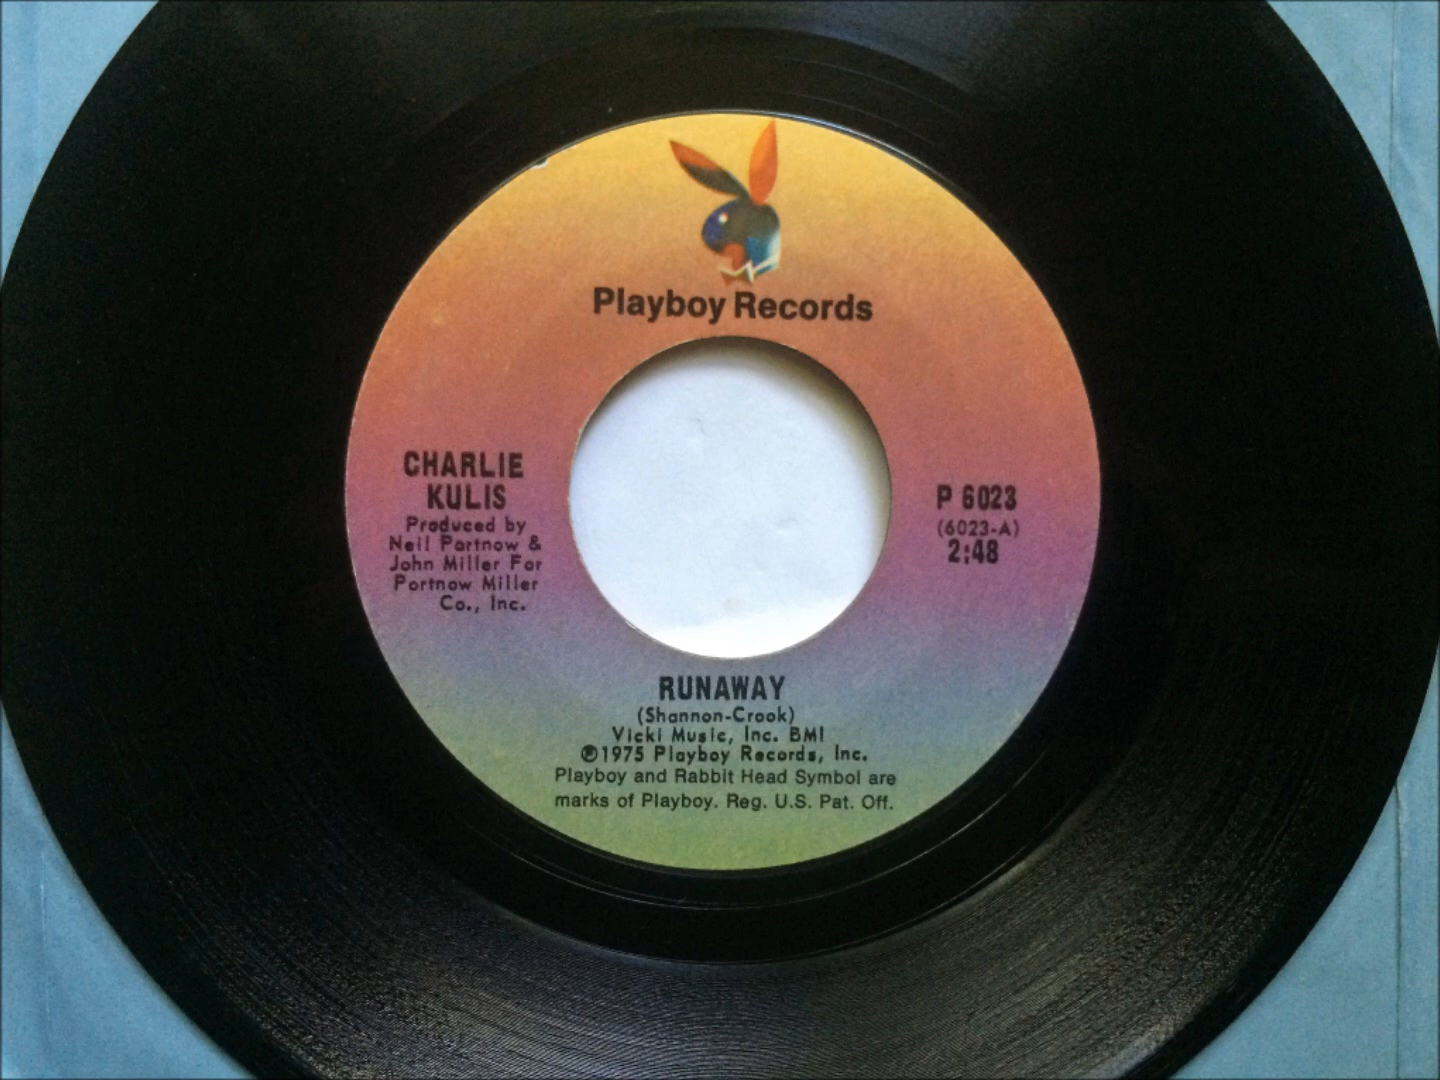 Playboy Records
CHARLIE
KULIS
Produced by
Neil Portnow &
John Miller For
Portnow Miller
Co., Inc.
P 6023
(6023-A)
2:48
RUNAWAY
(Shannon-Crook)
Vicki Music, Inc. BMI
℗1975 Playboy Records, Inc.
Playboy and Rabbit Head Symbol are
marks of Playboy. Reg. U.S. Pat. Off.